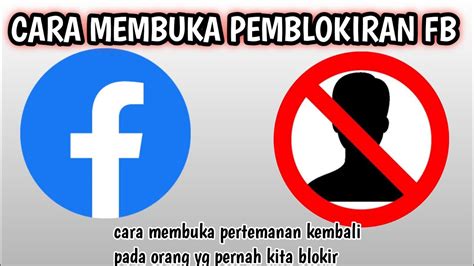 CARA MEMBUKA PEMBLOKIRAN FB
f
cara membuka pertemanan kembali
pada orang yg pernah kita blokir